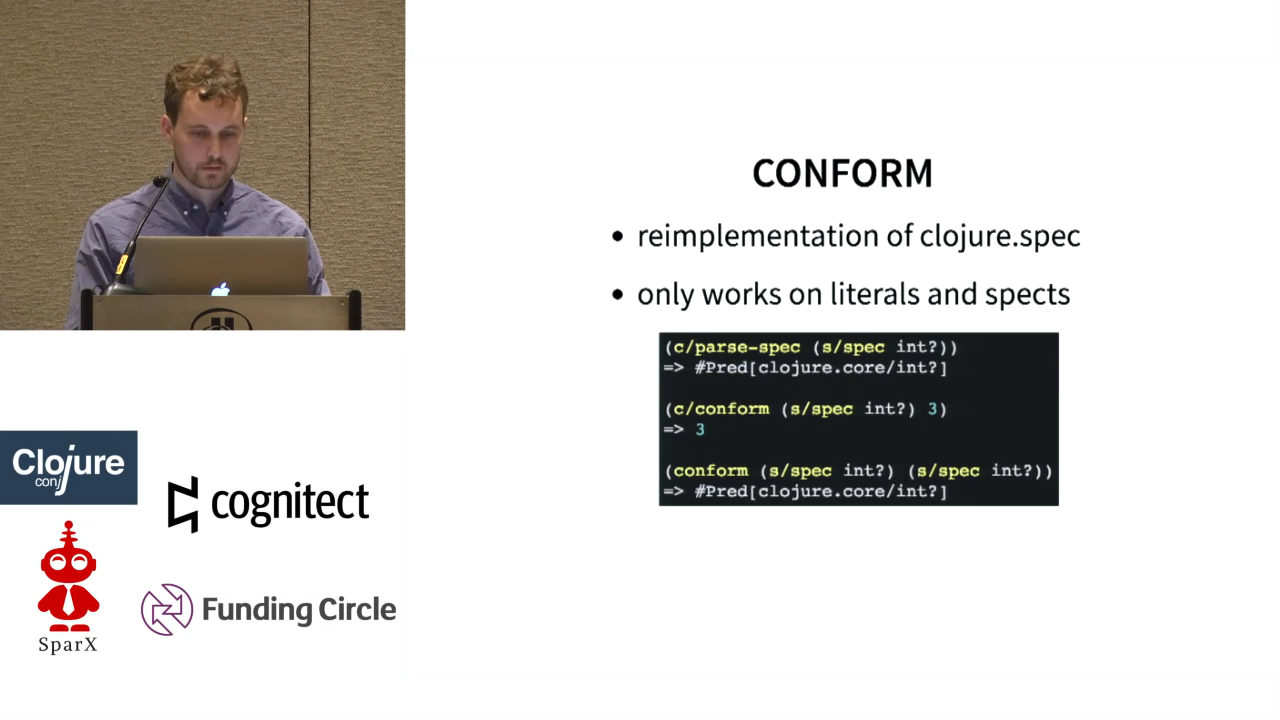 CONFORM
• reimplementation of clojure.spec
• only works on literals and spects
(c/parse-spec (s/spec int?))
=> #Pred[clojure.core/int?]
(c/conform (s/spec int?) 3)
=> 3
(conform (s/spec int?) (s/spec int?))
=> #Pred[clojure.core/int?]
Clojure
conj
cognitect
SparX
Funding Circle